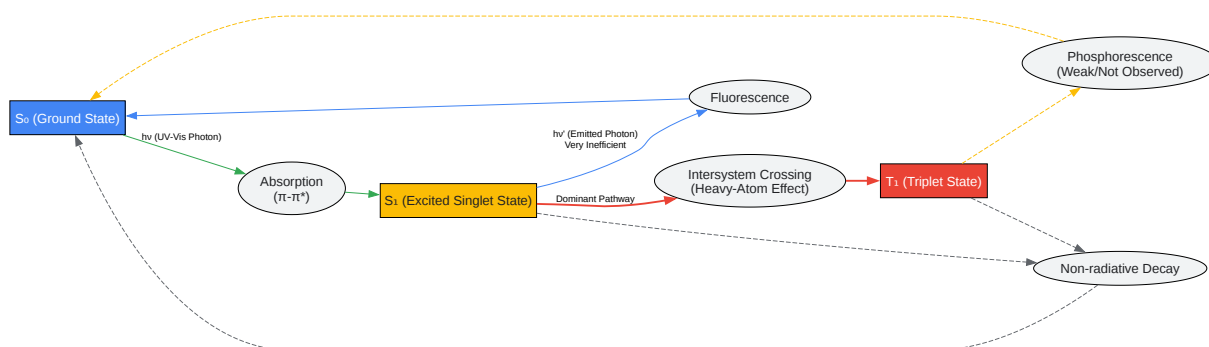 Phosphorescence
(Weak/Not Observed)
Fluorescence
S₀ (Ground State)
hν (UV-Vis Photon)
hν' (Emitted Photon)
Very Inefficient
Absorption
(π-π*)
Intersystem Crossing
(Heavy-Atom Effect)
T₁ (Triplet State)
S₁ (Excited Singlet State)
Dominant Pathway
Non-radiative Decay